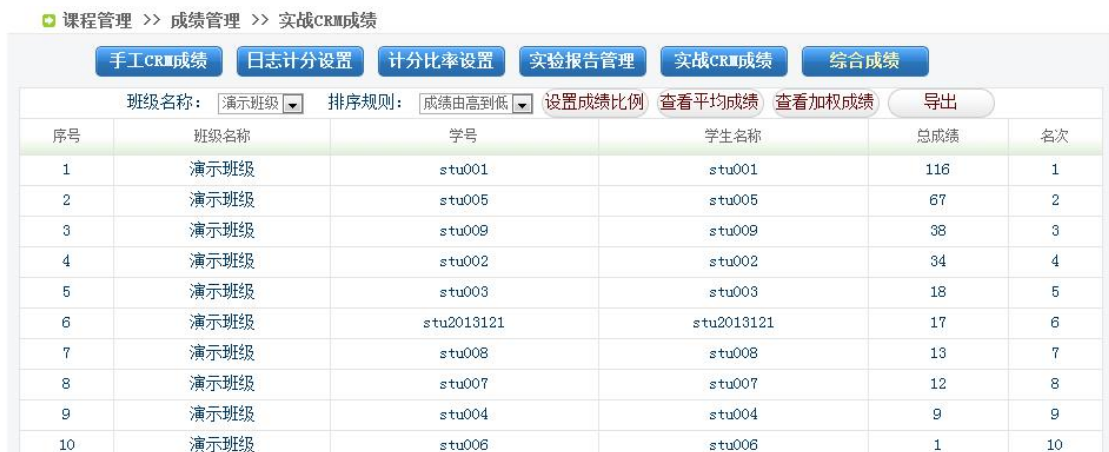 课程管理 >> 成绩管理 >> 实战CRM成绩
手工CRM成绩 日志计分设置 计分比率设置 实验报告管理 实战CRM成绩 综合成绩
班级名称： 演示班级 排序规则： 成绩由高到低 设置成绩比例 查看平均成绩 查看加权成绩 导出
序号 班级名称 学号 学生名称 总成绩 名次
1 演示班级 stu001 stu001 116 1
2 演示班级 stu005 stu005 67 2
3 演示班级 stu009 stu009 38 3
4 演示班级 stu002 stu002 34 4
5 演示班级 stu003 stu003 18 5
6 演示班级 stu2013121 stu2013121 17 6
7 演示班级 stu008 stu008 13 7
8 演示班级 stu007 stu007 12 8
9 演示班级 stu004 stu004 9 9
10 演示班级 stu006 stu006 1 10